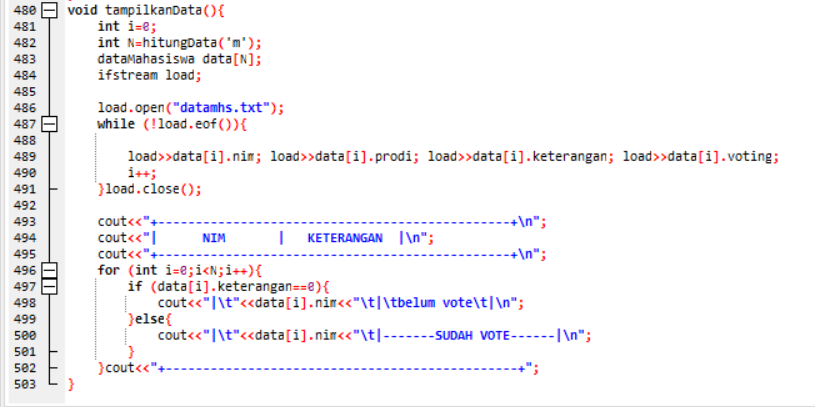 480 void tampilkanData(){
481 int i=0;
482 int N=hitungData('m');
483 dataMahasiswa data[N];
484 ifstream load;
485
486 load.open("datamhs.txt");
487 while (!load.eof()){
488
489 load>>data[i].nim; load>>data[i].prodi; load>>data[i].keterangan; load>>data[i].voting;
490 i++;
491 }load.close();
492
493 cout<<"+-----------------------------------------------+\n";
494 cout<<"|      NIM       |   KETERANGAN  |\n";
495 cout<<"+-----------------------------------------------+\n";
496 for (int i=0;i<N;i++){
497 if (data[i].keterangan==0){
498 cout<<"|\t"<<data[i].nim<<"\t|\tbelum vote\t|\n";
499 }else{
500 cout<<"|\t"<<data[i].nim<<"\t|-------SUDAH VOTE------|\n";
501 }
502 }cout<<"+-----------------------------------------------+";
503 }